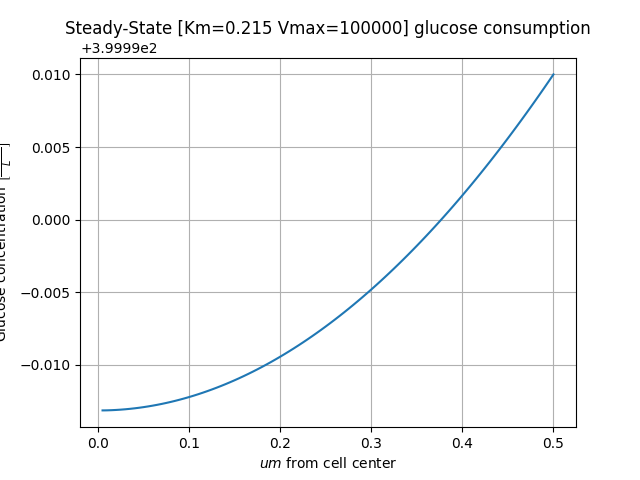 Steady-State [Km=0.215 Vmax=100000] glucose consumption
+3.9999e2
0.010
0.005
0.000
−0.005
−0.010
Glucose concentration
0.0 0.1 0.2 0.3 0.4 0.5
um from cell center